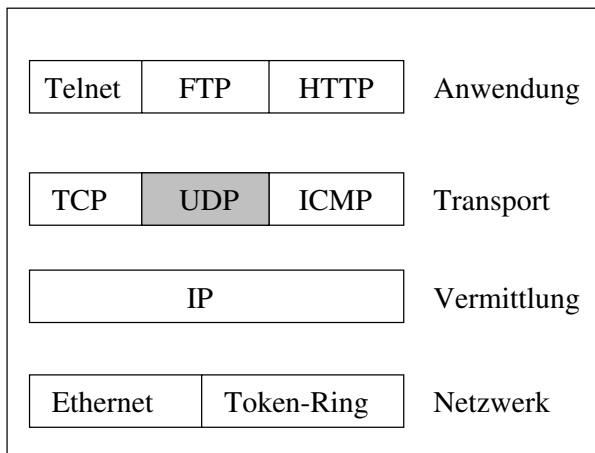 Telnet FTP HTTP Anwendung
TCP UDP ICMP Transport
IP Vermittlung
Ethernet Token-Ring Netzwerk